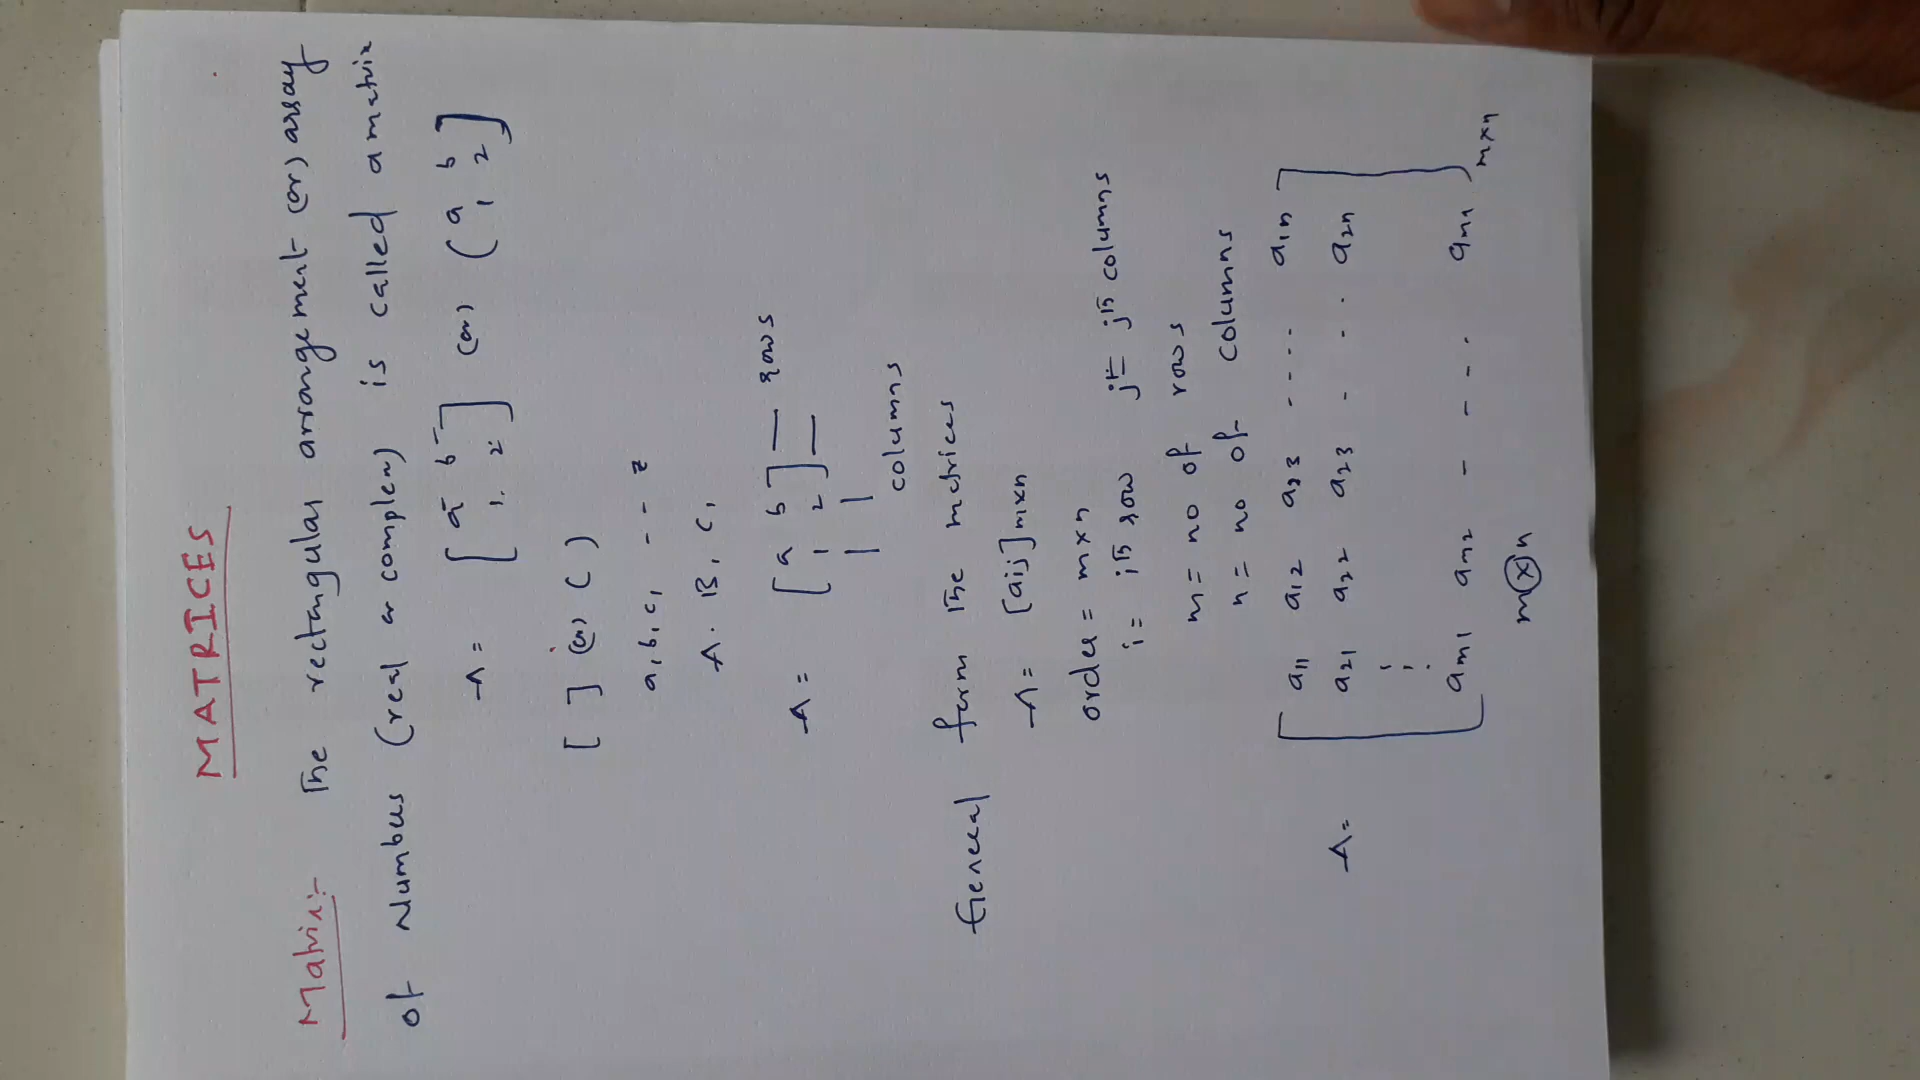 MATRICES
Matrix:- The rectangular arrangement (or) array
of Numbers (real or complex) is called a matrix
A = [a b 1, 2] (or) (a b 1, 2]
[ ] (or) ( )
a, b, c, - - z
A. B, C,
A = [a b 1, 2] rows
columns
General form the matrices
A = [aij]m×n
order = m×n
i = ith row j = jth columns
m = no of rows
n = no of columns
A = [a11 a12 a23 ---- a1n
a21 a22 a23 - - - . a2n
am1 am2 - - - . amn]m×n
m×n